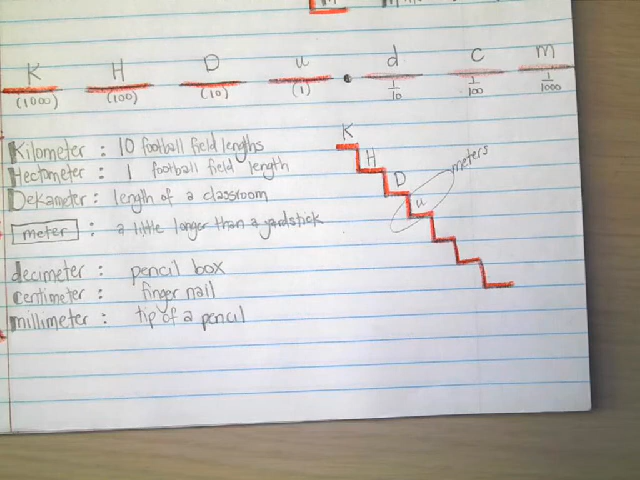 K H D u . d c m
(1000) (100) (10) (1) 1/10 1/100 1/1000
Kilometer : 10 football field lengths
Hectometer : 1 football field length
Dekameter : length of a classroom
meter : a little longer than a yardstick
decimeter : pencil box
centimeter : finger nail
millimeter : tip of a pencil
K
H
D
u
meters